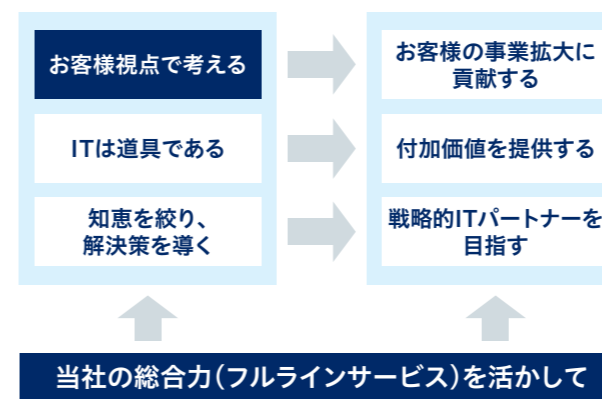 お客様視点で考える
お客様の事業拡大に
貢献する
ITは道具である
付加価値を提供する
知恵を絞り、
解決策を導く
戦略的ITパートナーを
目指す
当社の総合力(フルラインサービス)を活かして